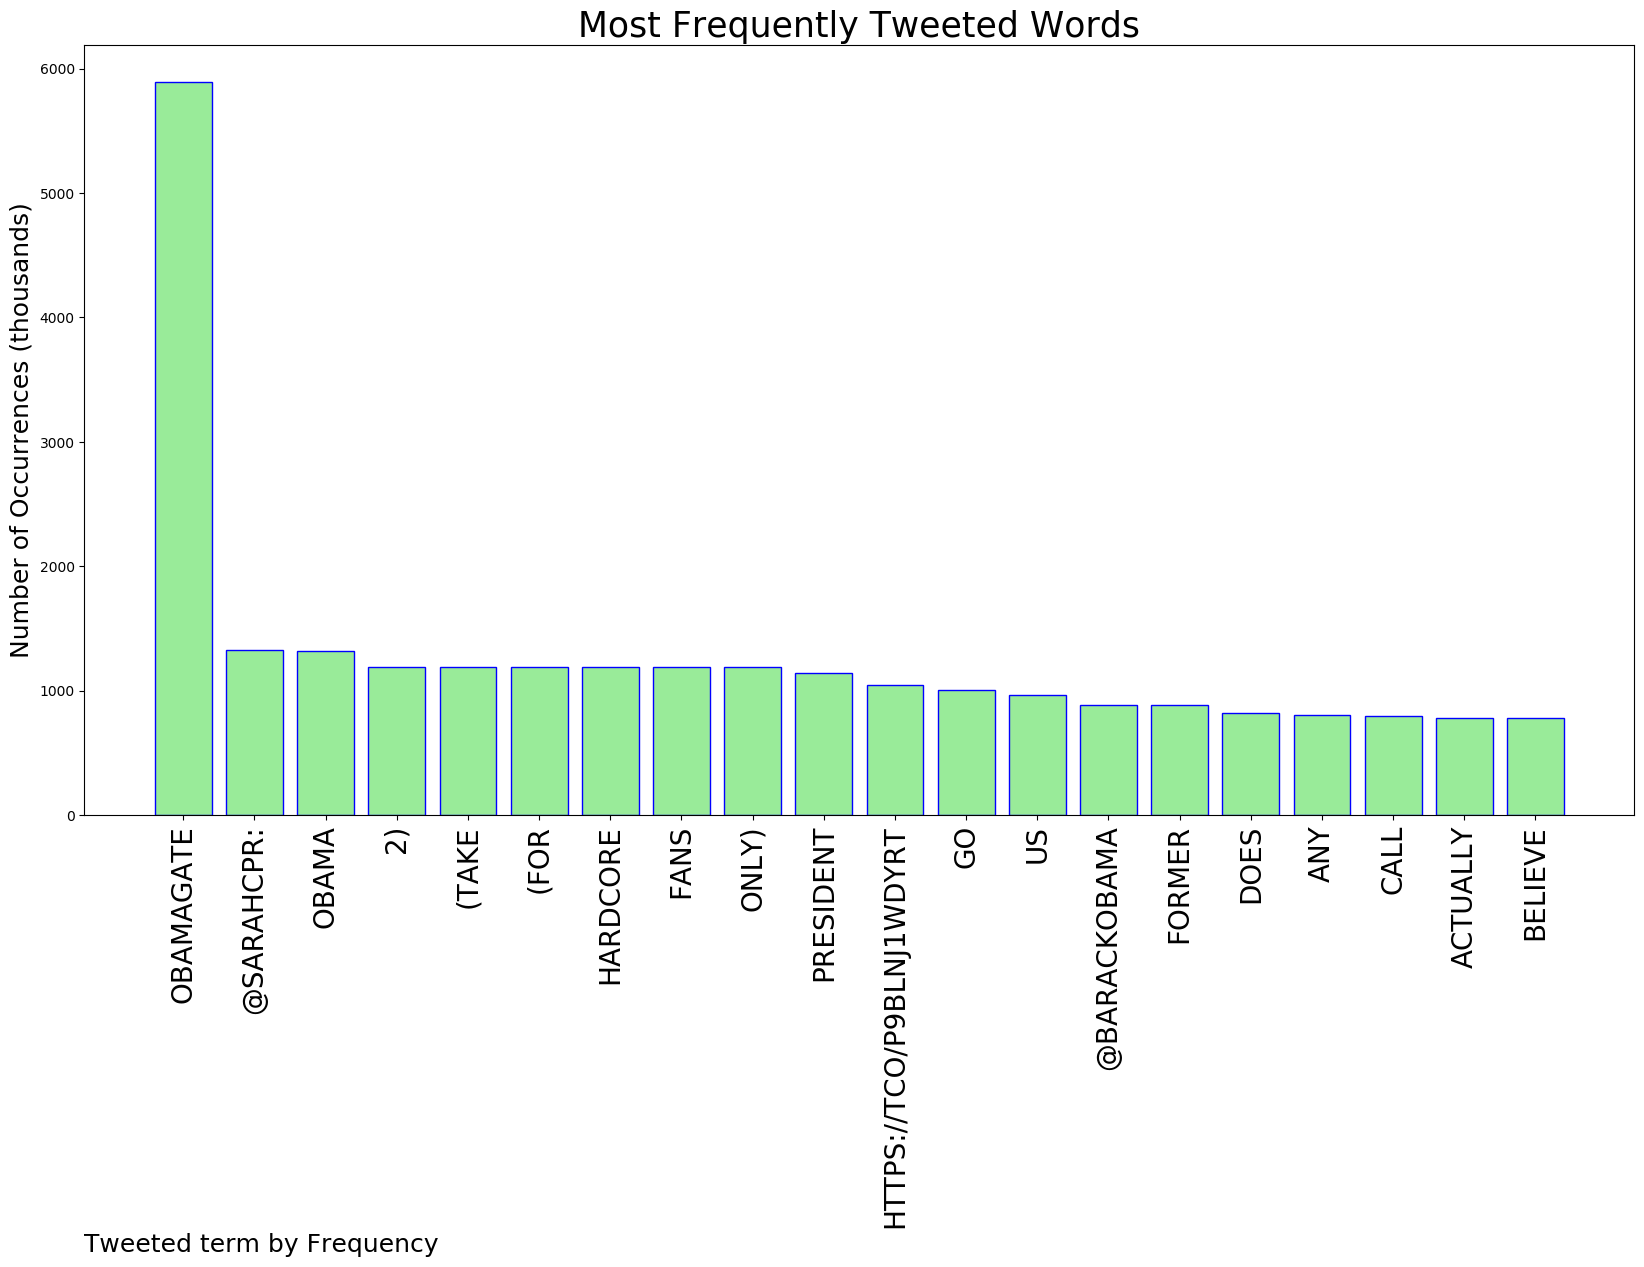 Most Frequently Tweeted Words
Number of Occurrences (thousands)
6000
5000
4000
3000
2000
1000
0
OBAMAGATE
@SARAHCPR:
OBAMA
2)
(TAKE
(FOR
HARDCORE
FANS
ONLY)
PRESIDENT
HTTPS://TCO/P9BLNJ1WDYRT
GO
US
@BARACKOBAMA
FORMER
DOES
ANY
CALL
ACTUALLY
BELIEVE
Tweeted term by Frequency